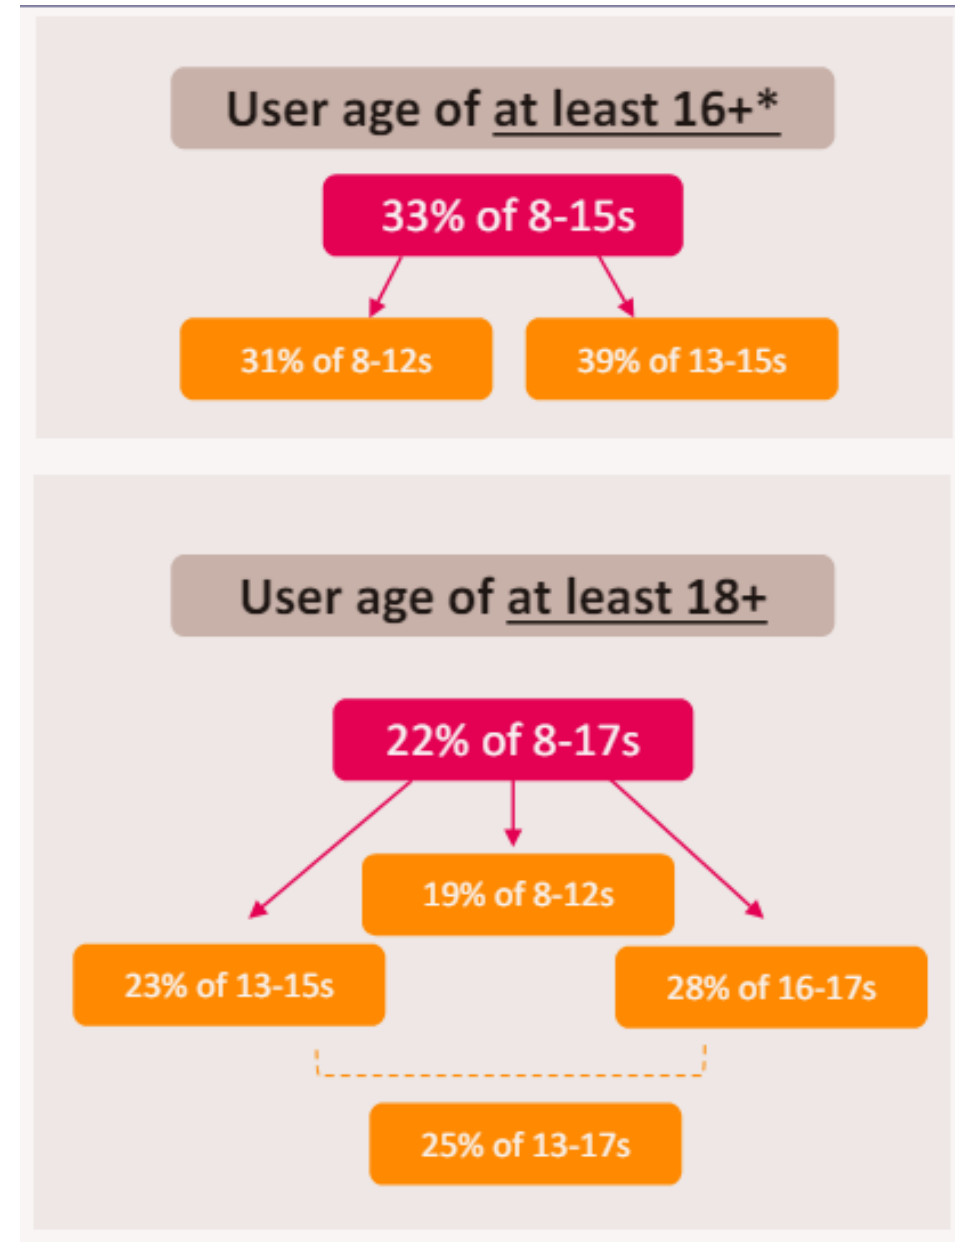 User age of at least 16+*
33% of 8-15s
31% of 8-12s
39% of 13-15s
User age of at least 18+
22% of 8-17s
19% of 8-12s
23% of 13-15s
28% of 16-17s
25% of 13-17s